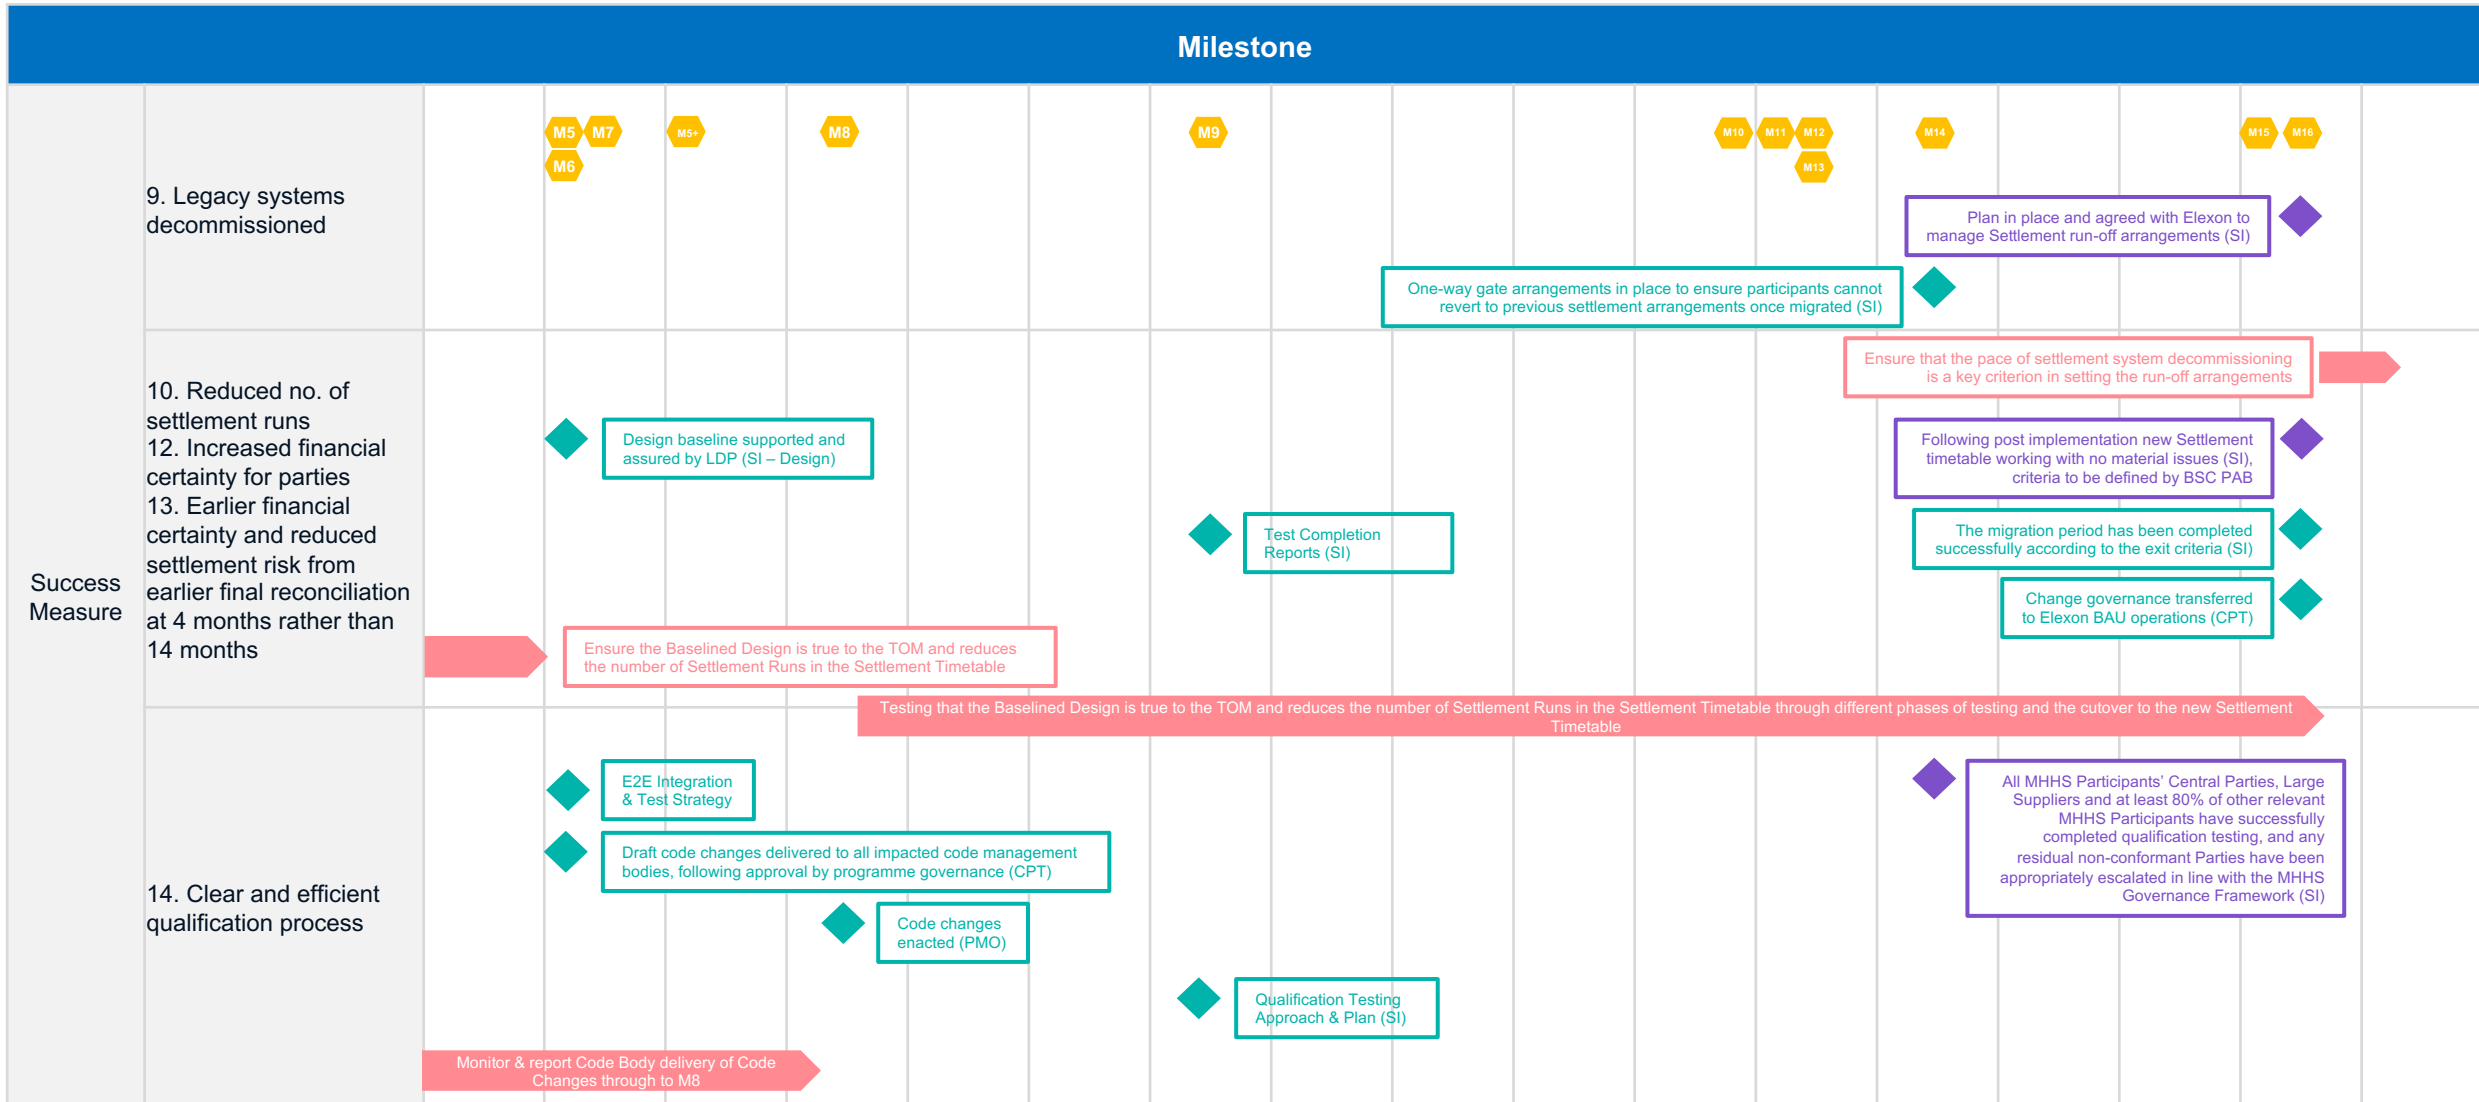 Milestone
M5
M7
M5+
M8
M9
M10
M11
M12
M14
M15
M16
M6
M13
Success
Measure
9. Legacy systems
decommissioned
Plan in place and agreed with Elexon to
manage Settlement run-off arrangements (SI)
One-way gate arrangements in place to ensure participants cannot
revert to previous settlement arrangements once migrated (SI)
10. Reduced no. of
settlement runs
12. Increased financial
certainty for parties
13. Earlier financial
certainty and reduced
settlement risk from
earlier final reconciliation
at 4 months rather than
14 months
Ensure that the pace of settlement system decommissioning
is a key criterion in setting the run-off arrangements
Design baseline supported and
assured by LDP (SI – Design)
Following post implementation new Settlement
timetable working with no material issues (SI),
criteria to be defined by BSC PAB
Test Completion
Reports (SI)
The migration period has been completed
successfully according to the exit criteria (SI)
Change governance transferred
to Elexon BAU operations (CPT)
Ensure the Baselined Design is true to the TOM and reduces
the number of Settlement Runs in the Settlement Timetable
Testing that the Baselined Design is true to the TOM and reduces the number of Settlement Runs in the Settlement Timetable through different phases of testing and the cutover to the new Settlement
Timetable
14. Clear and efficient
qualification process
E2E Integration
& Test Strategy
All MHHS Participants’ Central Parties, Large
Suppliers and at least 80% of other relevant
MHHS Participants have successfully
completed qualification testing, and any
residual non-conformant Parties have been
appropriately escalated in line with the MHHS
Governance Framework (SI)
Draft code changes delivered to all impacted code management
bodies, following approval by programme governance (CPT)
Code changes
enacted (PMO)
Qualification Testing
Approach & Plan (SI)
Monitor & report Code Body delivery of Code
Changes through to M8